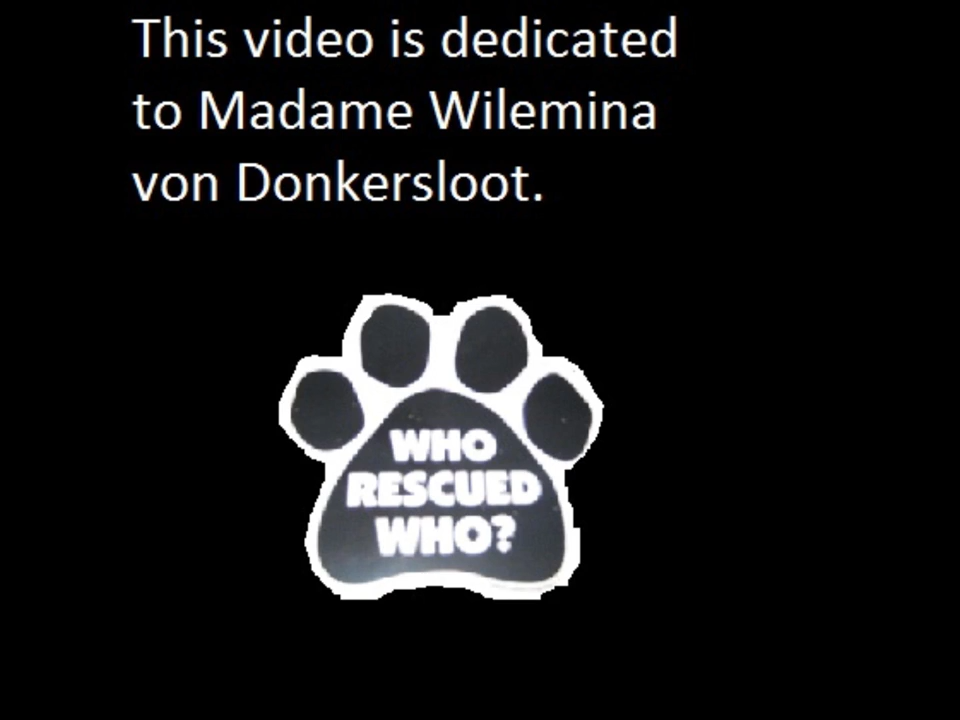 This video is dedicated
to Madame Wilemina
von Donkersloot.
WHO
RESCUED
WHO?